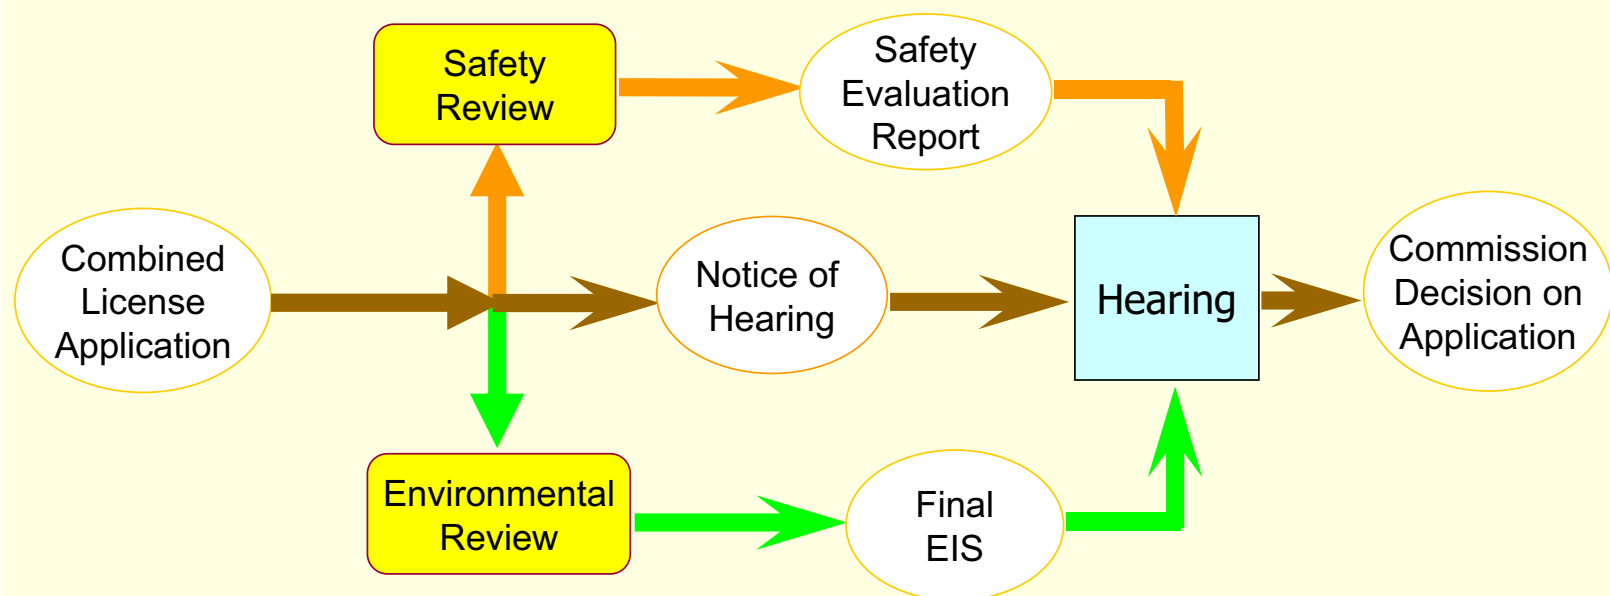 Safety
Review
Safety
Evaluation
Report
Combined
License
Application
Notice of
Hearing
Hearing
Commission
Decision on
Application
Environmental
Review
Final
EIS